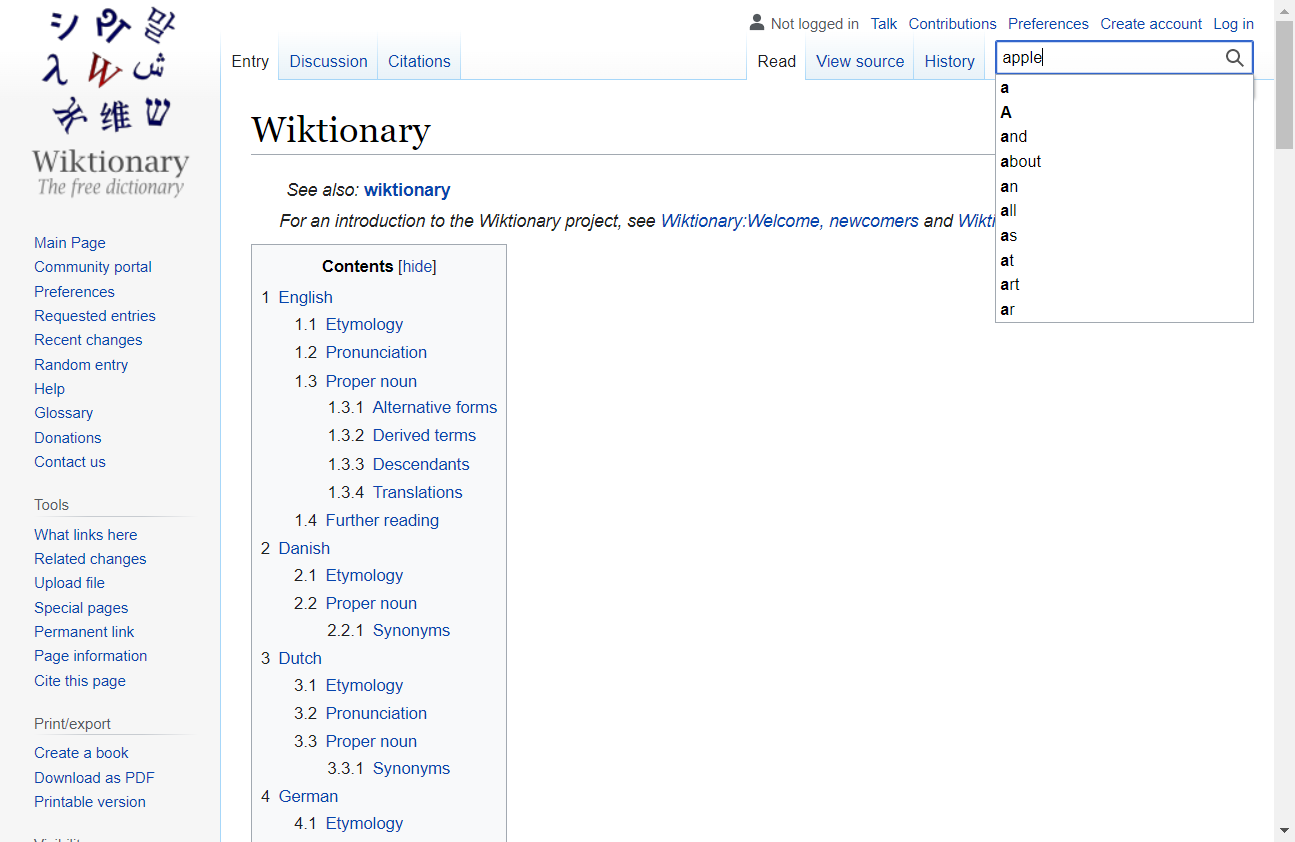 Wiktionary
The free dictionary
Not logged in Talk Contributions Preferences Create account Log in
Entry Discussion Citations Read View source History apple
a
A
and
about
an
all
as
at
art
ar
Wiktionary
See also: wiktionary
For an introduction to the Wiktionary project, see Wiktionary:Welcome, newcomers and
Main Page
Community portal
Preferences
Requested entries
Recent changes
Random entry
Help
Glossary
Donations
Contact us
Tools
What links here
Related changes
Upload file
Special pages
Permanent link
Page information
Cite this page
Print/export
Create a book
Download as PDF
Printable version
Contents [hide]
1 English
1.1 Etymology
1.2 Pronunciation
1.3 Proper noun
1.3.1 Alternative forms
1.3.2 Derived terms
1.3.3 Descendants
1.3.4 Translations
1.4 Further reading
2 Danish
2.1 Etymology
2.2 Proper noun
2.2.1 Synonyms
3 Dutch
3.1 Etymology
3.2 Pronunciation
3.3 Proper noun
3.3.1 Synonyms
4 German
4.1 Etymology